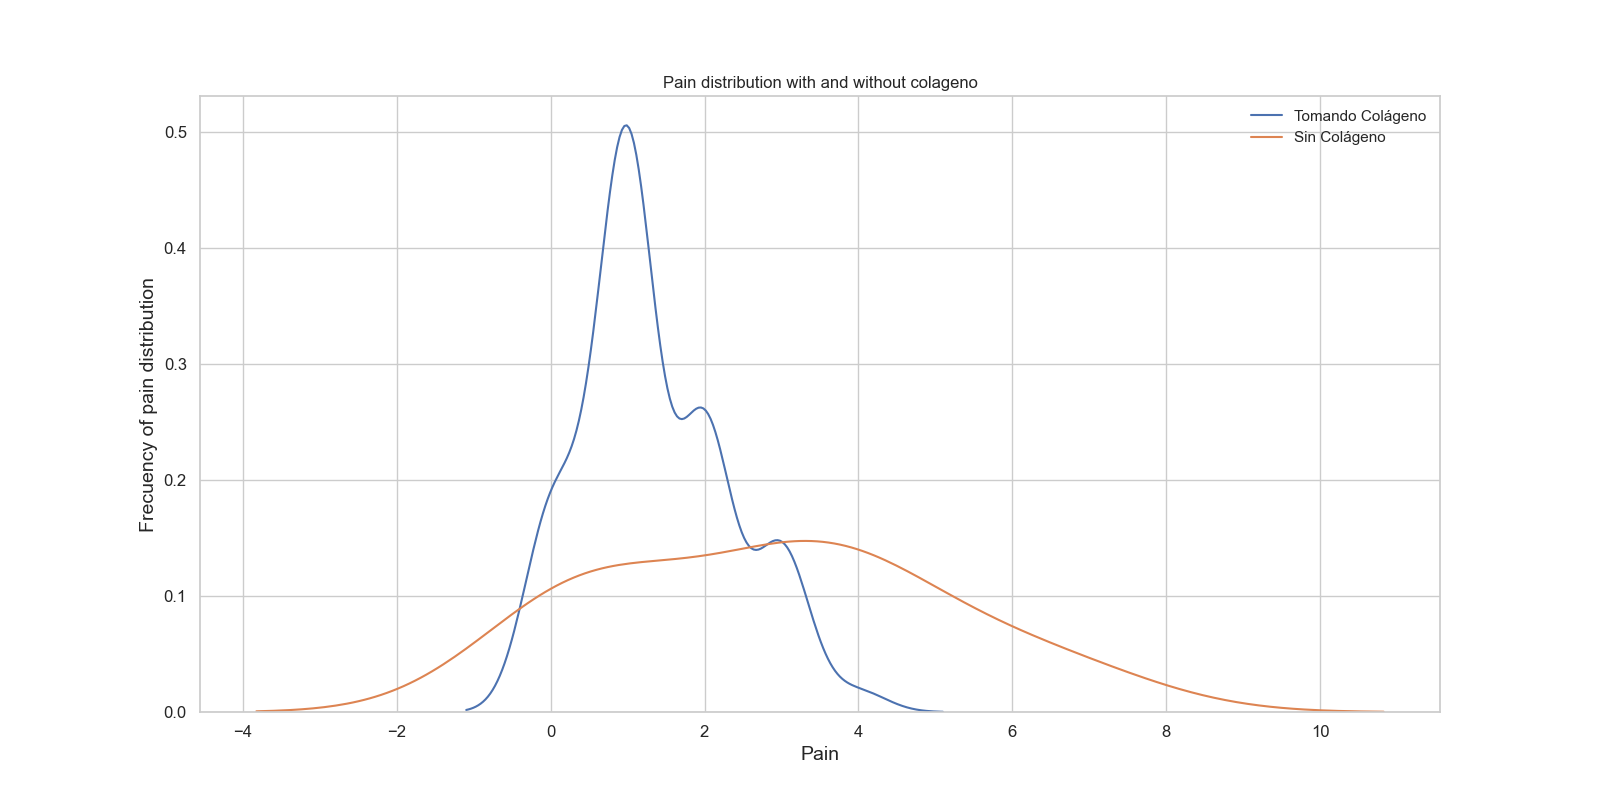 Pain distribution with and without colageno
Tomando Colágeno
Sin Colágeno
0.5
0.4
0.3
0.2
0.1
0.0
Frecuency of pain distribution
−4 −2 0 2 4 6 8 10
Pain